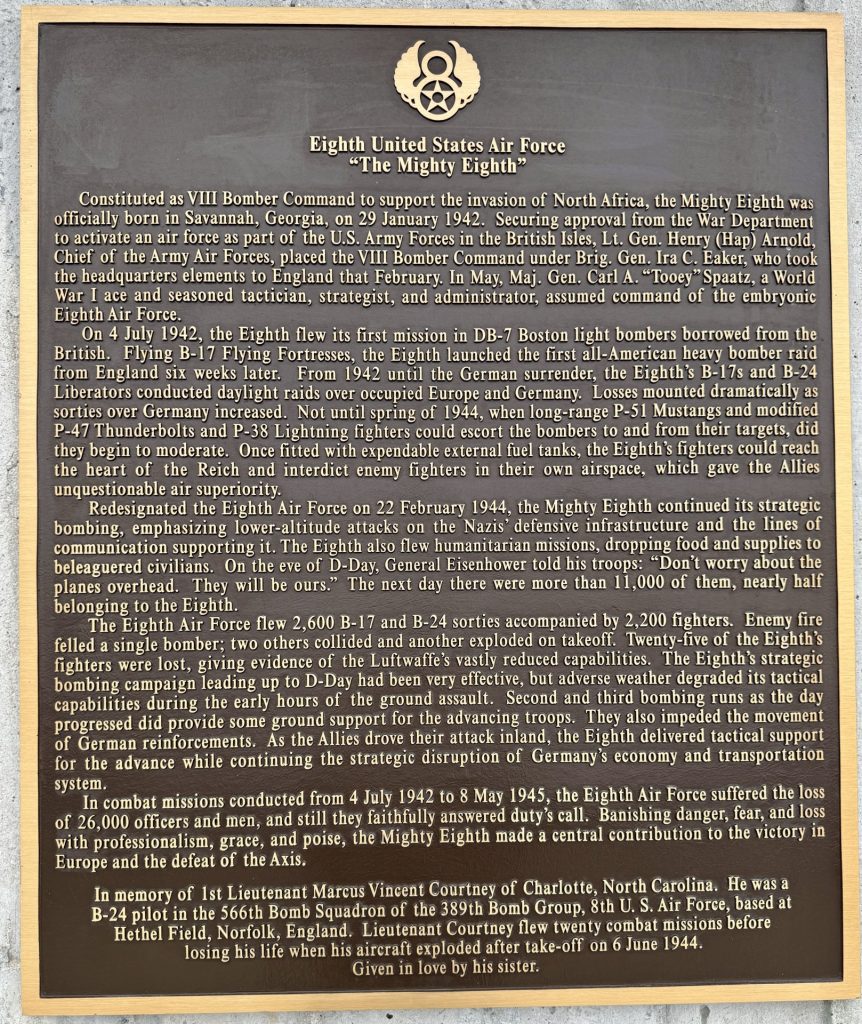 8
Eighth United States Air Force
“The Mighty Eighth”
Constituted as VIII Bomber Command to support the invasion of North Africa, the Mighty Eighth was
officially born in Savannah, Georgia, on 29 January 1942. Securing approval from the War Department
to activate an air force as part of the U.S. Army Forces in the British Isles, Lt. Gen. Henry (Hap) Arnold,
Chief of the Army Air Forces, placed the VIII Bomber Command under Brig. Gen. Ira C. Eaker, who took
the headquarters elements to England that February. In May, Maj. Gen. Carl A. “Tooey” Spaatz, a World
War I ace and seasoned tactician, strategist, and administrator, assumed command of the embryonic
Eighth Air Force.
On 4 July 1942, the Eighth flew its first mission in DB-7 Boston light bombers borrowed from the
British. Flying B-17 Flying Fortresses, the Eighth launched the first all-American heavy bomber raid
from England six weeks later. From 1942 until the German surrender, the Eighth’s B-17s and B-24
Liberators conducted daylight raids over occupied Europe and Germany. Losses mounted dramatically as
sorties over Germany increased. Not until spring of 1944, when long-range P-51 Mustangs and modified
P-47 Thunderbolts and P-38 Lightning fighters could escort the bombers to and from their targets, did
they begin to moderate. Once fitted with expendable external fuel tanks, the Eighth’s fighters could reach
the heart of the Reich and interdict enemy fighters in their own airspace, which gave the Allies
unquestionable air superiority.
Redesignated the Eighth Air Force on 22 February 1944, the Mighty Eighth continued its strategic
bombing, emphasizing lower-altitude attacks on the Nazis’ defensive infrastructure and the lines of
communication supporting it. The Eighth also flew humanitarian missions, dropping food and supplies to
beleaguered civilians. On the eve of D-Day, General Eisenhower told his troops: “Don’t worry about the
planes overhead. They will be ours.” The next day there were more than 11,000 of them, nearly half
belonging to the Eighth.
The Eighth Air Force flew 2,600 B-17 and B-24 sorties accompanied by 2,200 fighters. Enemy fire
felled a single bomber; two others collided and another exploded on takeoff. Twenty-five of the Eighth’s
fighters were lost, giving evidence of the Luftwaffe’s vastly reduced capabilities. The Eighth’s strategic
bombing campaign leading up to D-Day had been very effective, but adverse weather degraded its tactical
capabilities during the early hours of the ground assault. Second and third bombing runs as the day
progressed did provide some ground support for the advancing troops. They also impeded the movement
of German reinforcements. As the Allies drove their attack inland, the Eighth delivered tactical support
for the advance while continuing the strategic disruption of Germany’s economy and transportation
system.
In combat missions conducted from 4 July 1942 to 8 May 1945, the Eighth Air Force suffered the loss
of 26,000 officers and men, and still they faithfully answered duty’s call. Banishing danger, fear, and loss
with professionalism, grace, and poise, the Mighty Eighth made a central contribution to the victory in
Europe and the defeat of the Axis.
In memory of 1st Lieutenant Marcus Vincent Courtney of Charlotte, North Carolina. He was a
B-24 pilot in the 566th Bomb Squadron of the 389th Bomb Group, 8th U. S. Air Force, based at
Hethel Field, Norfolk, England. Lieutenant Courtney flew twenty combat missions before
losing his life when his aircraft exploded after take-off on 6 June 1944.
Given in love by his sister.